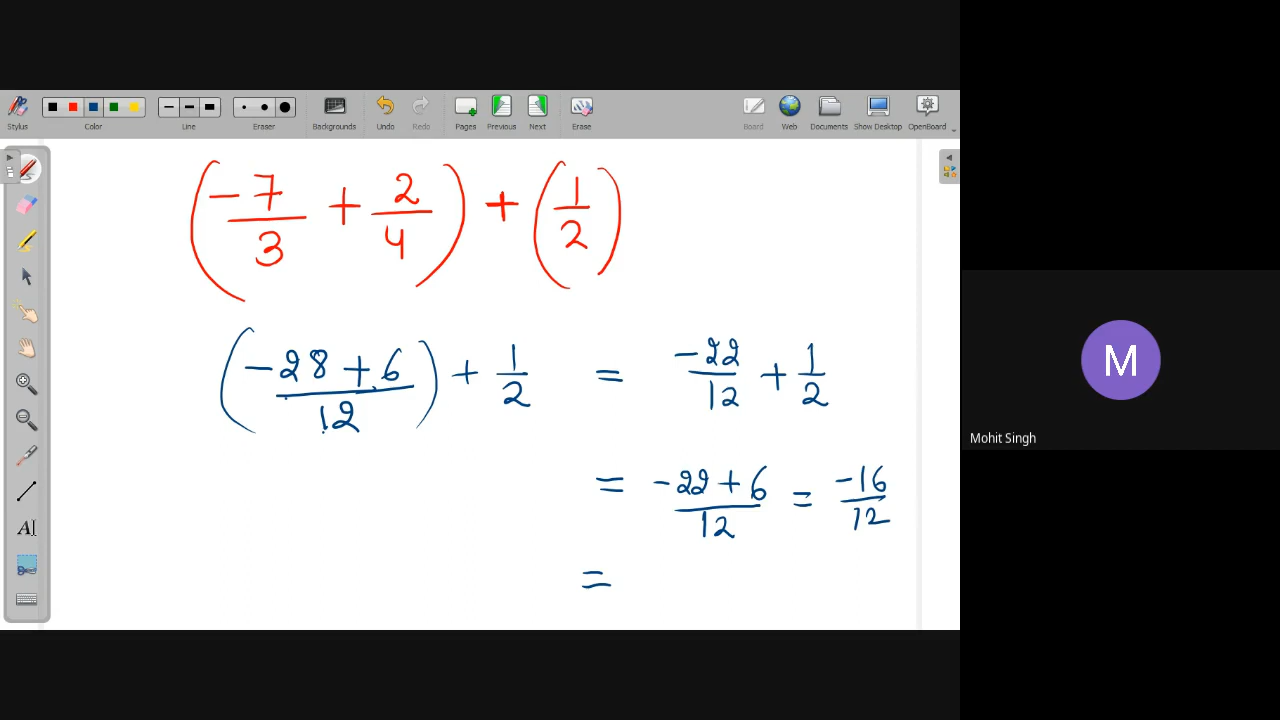 Stylus Color Line Eraser Backgrounds Undo Redo Pages Previous Next Erase Board Web Documents Show Desktop OpenBoard
(-7/3 + 2/4) + (1/2)
(-28 + 6/12) + 1/2 = -22/12 + 1/2
= -22 + 6/12 = -16/12
=
AI
M
Mohit Singh